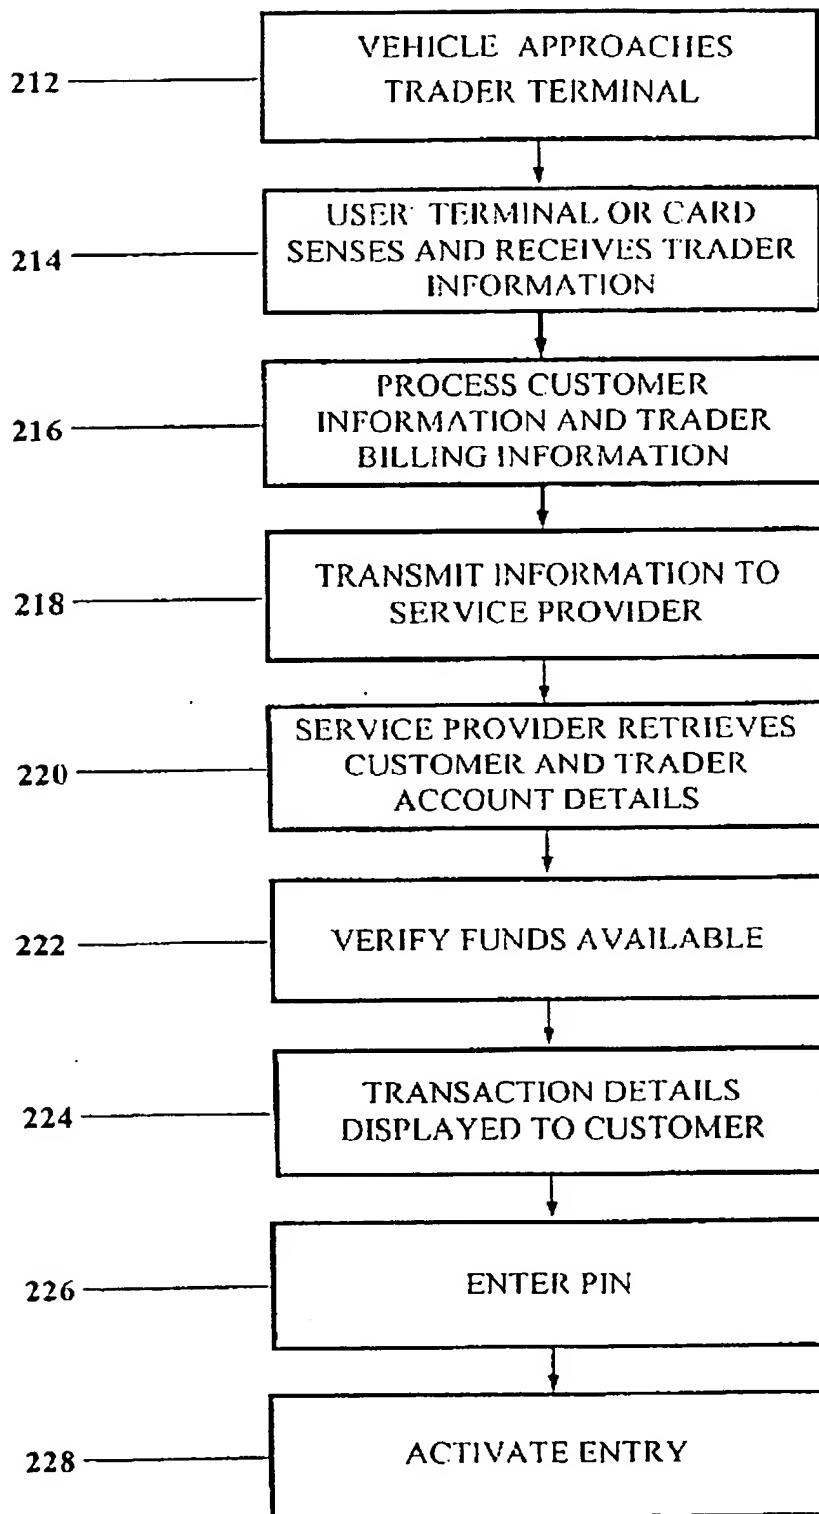 VEHICLE APPROACHES
212
TRADER TERMINAL
USER TERMINAL OR CARD
214
SENSES AND RECEIVES TRADER
INFORMATION
PROCESS CUSTOMER
216
INFORMATION AND TRADER
BILLING INFORMATION
TRANSMIT INFORMATION TO
218
SERVICE PROVIDER
SERVICE PROVIDER RETRIEVES
220
CUSTOMER AND TRADER
ACCOUNT DETAILS
222
VERIFY FUNDS AVAILABLE
TRANSACTION DETAILS
224
DISPLAYED TO CUSTOMER
226
ENTER PIN
228
ACTIVATE ENTRY